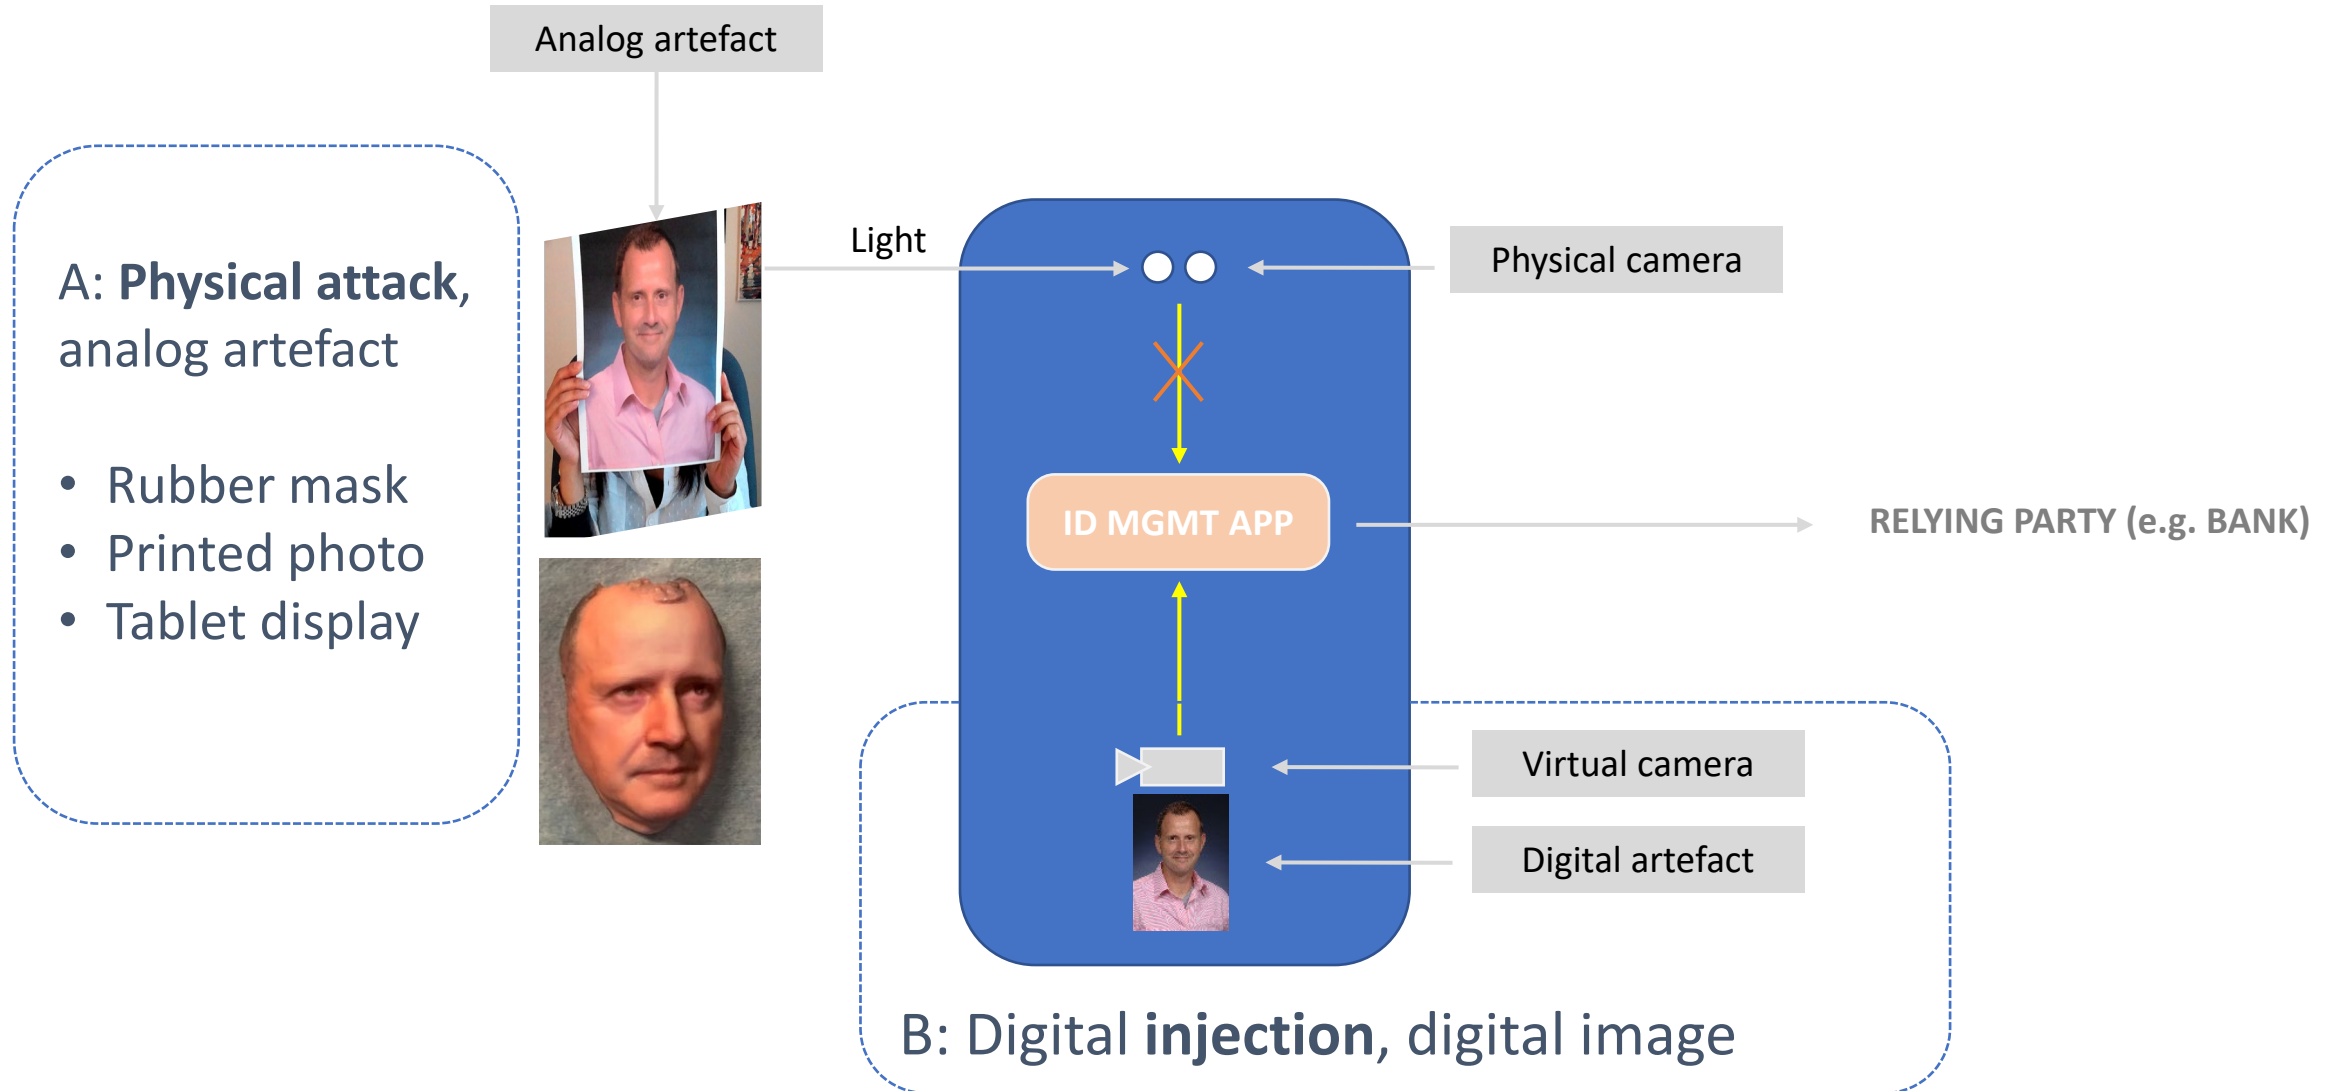 Analog artefact
A: Physical attack,
analog artefact
• Rubber mask
• Printed photo
• Tablet display
Light
Physical camera
ID MGMT APP
RELYING PARTY (e.g. BANK)
Virtual camera
Digital artefact
B: Digital injection, digital image